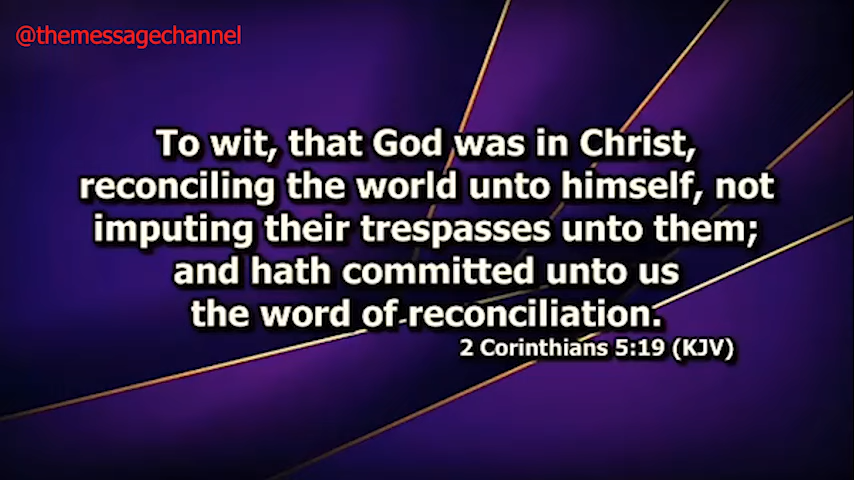 @themessagechannel
To wit, that God was in Christ,
reconciling the world unto himself, not
imputing their trespasses unto them;
and hath committed unto us
the word of reconciliation.
2 Corinthians 5:19 (KJV)